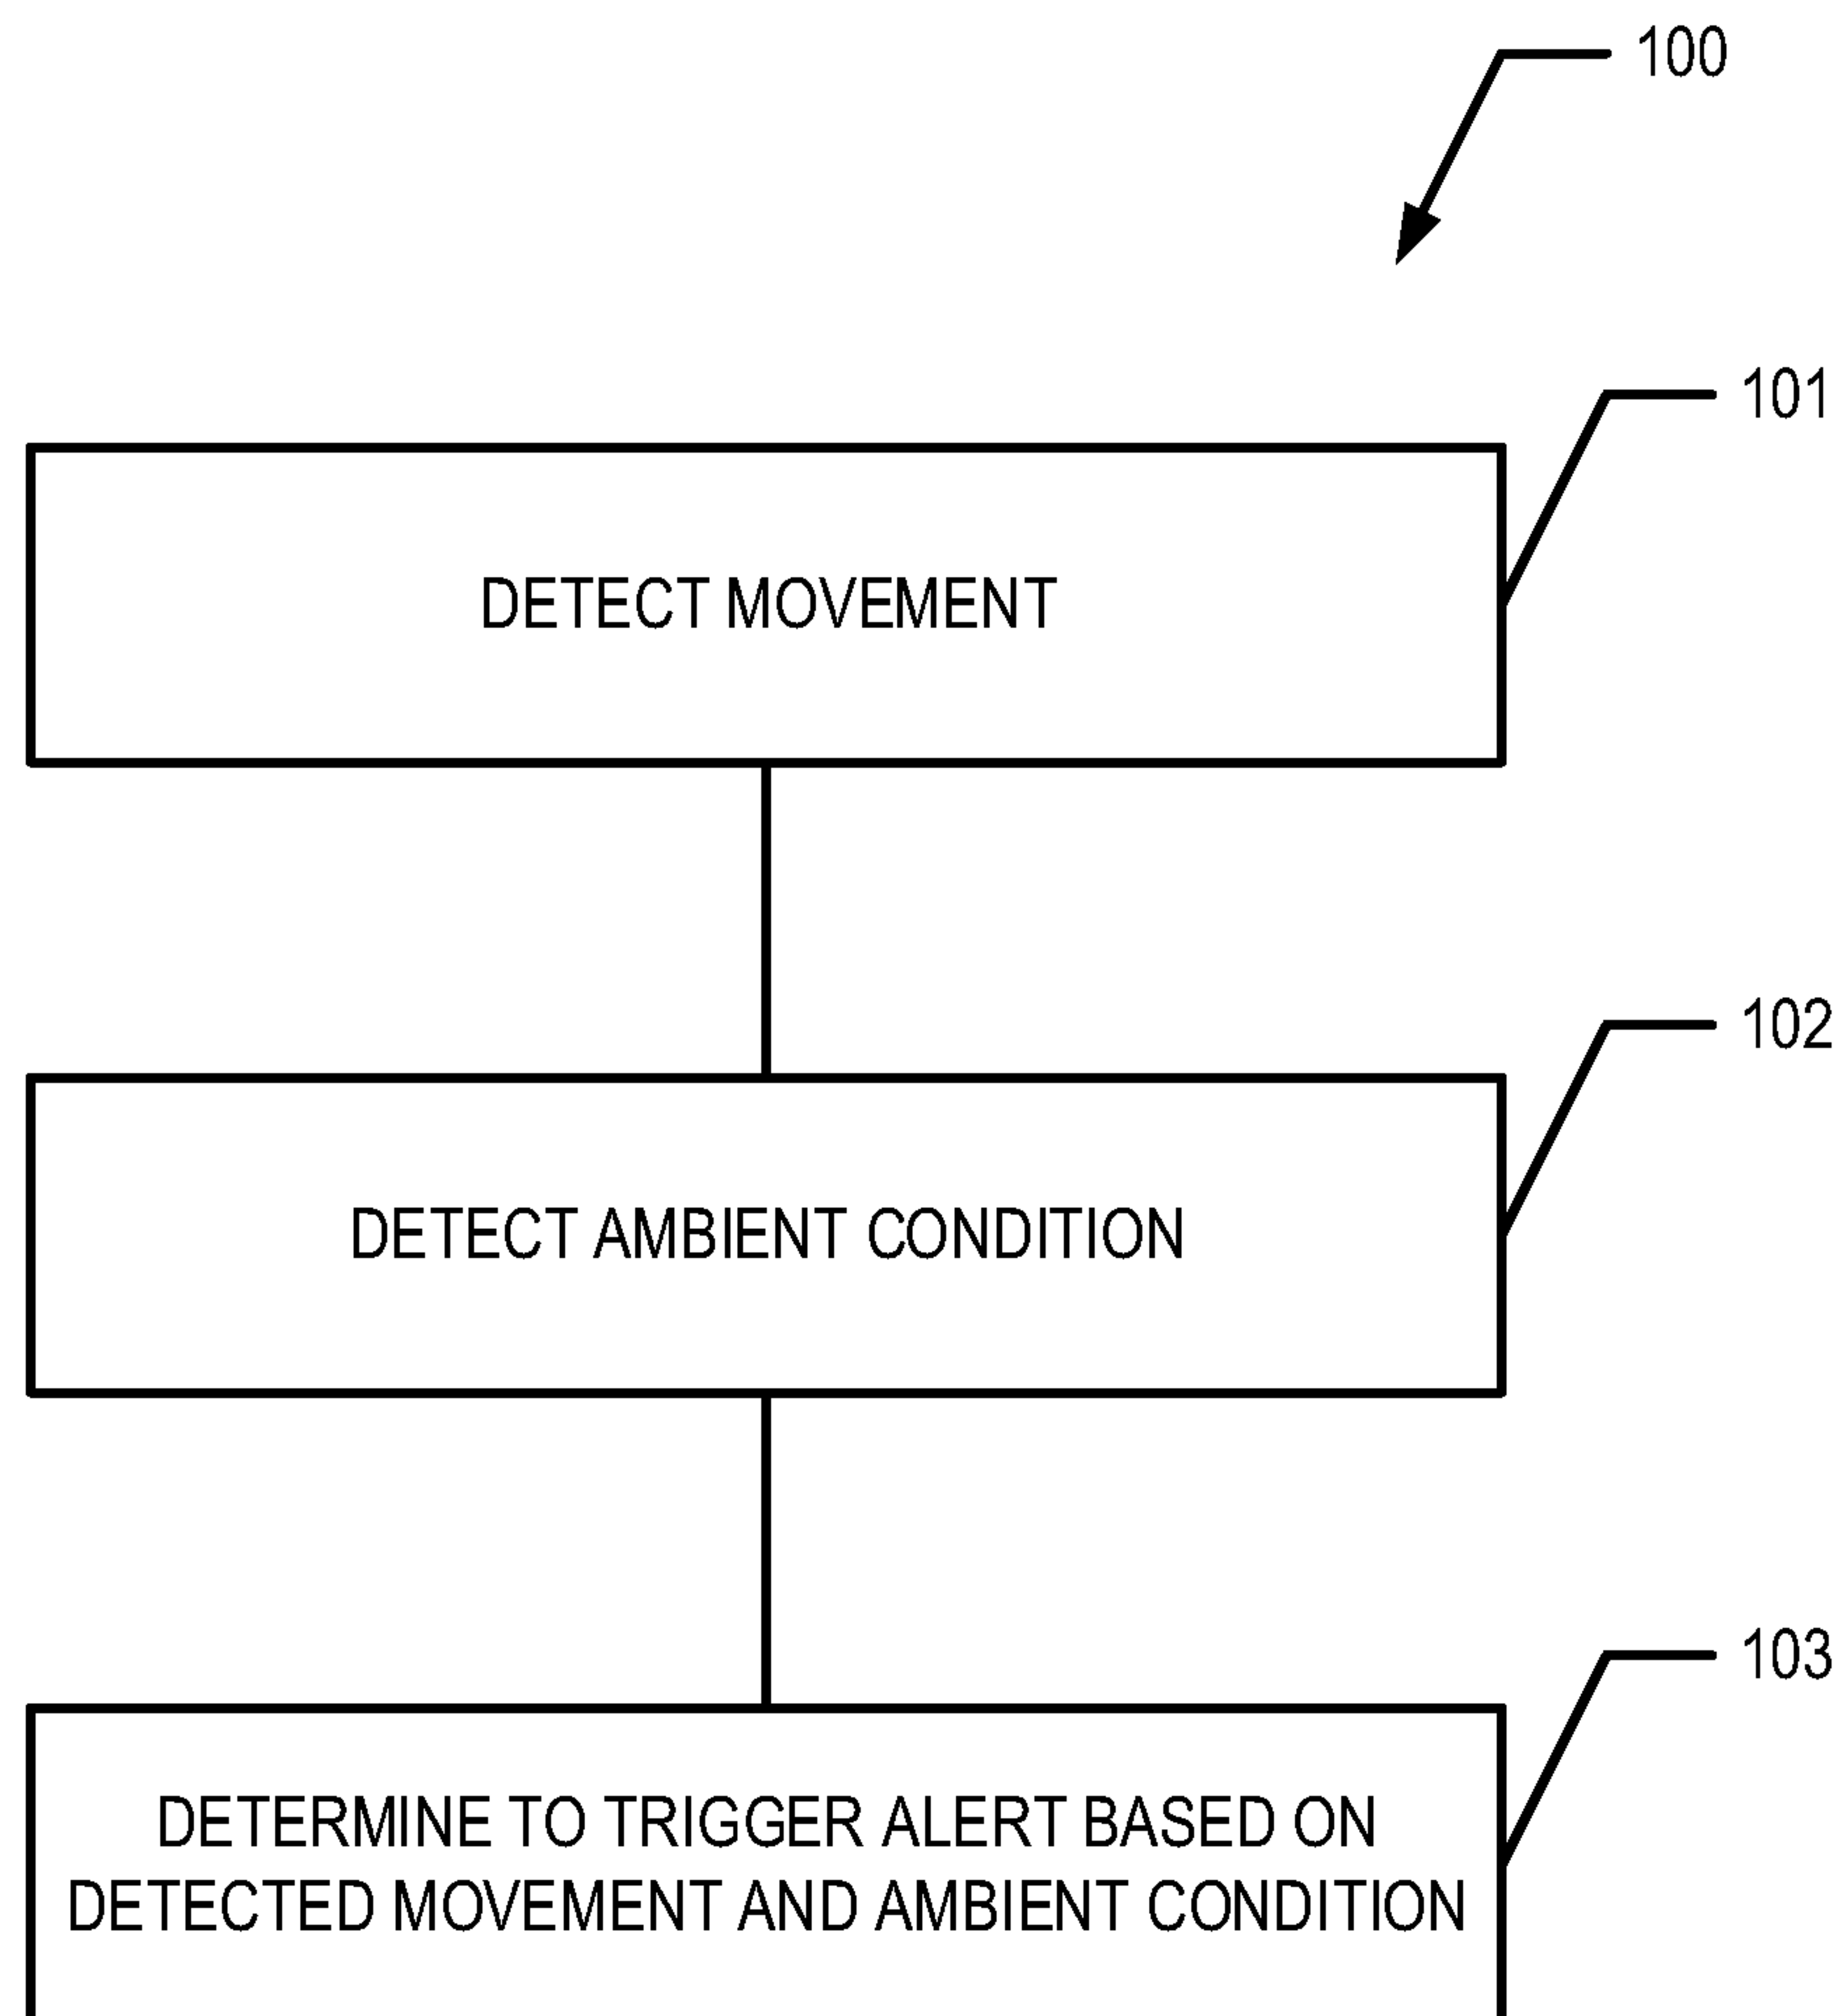 100
101
DETECT MOVEMENT
102
DETECT AMBIENT CONDITION
103
DETERMINE TO TRIGGER ALERT BASED ON
DETECTED MOVEMENT AND AMBIENT CONDITION